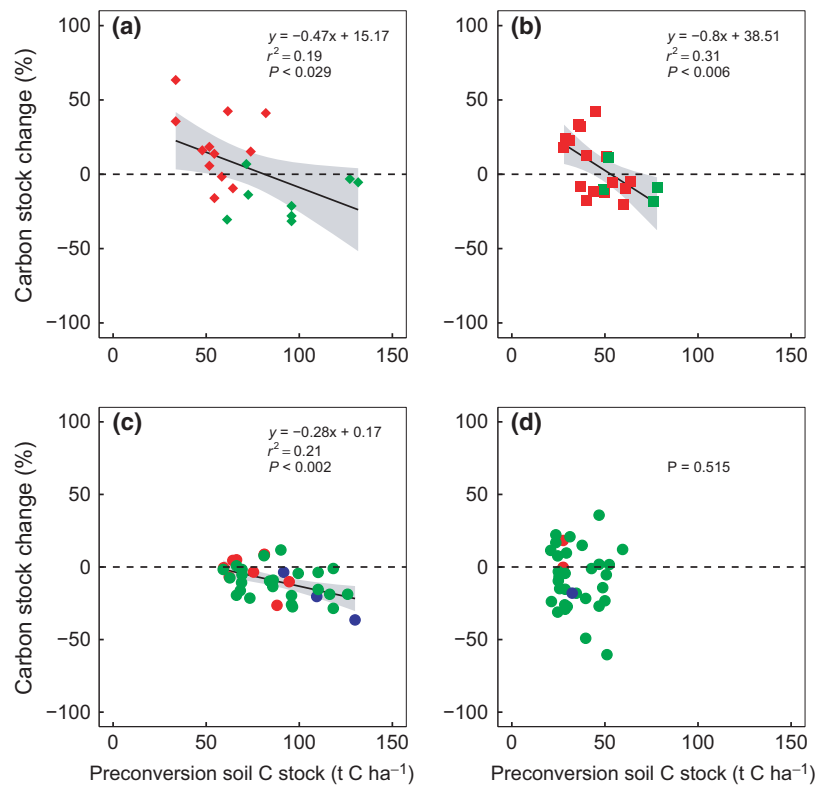 (a)
y = −0.47x + 15.17
r² = 0.19
P < 0.029
100
50
0
−50
−100
Carbon stock change (%)
0 50 100 150
(b)
y = −0.8x + 38.51
r² = 0.31
P < 0.006
100
50
0
−50
−100
0 50 100 150
(c)
y = −0.28x + 0.17
r² = 0.21
P < 0.002
100
50
0
−50
−100
Carbon stock change (%)
0 50 100 150
Preconversion soil C stock (t C ha⁻¹)
(d)
P = 0.515
100
50
0
−50
−100
0 50 100 150
Preconversion soil C stock (t C ha⁻¹)